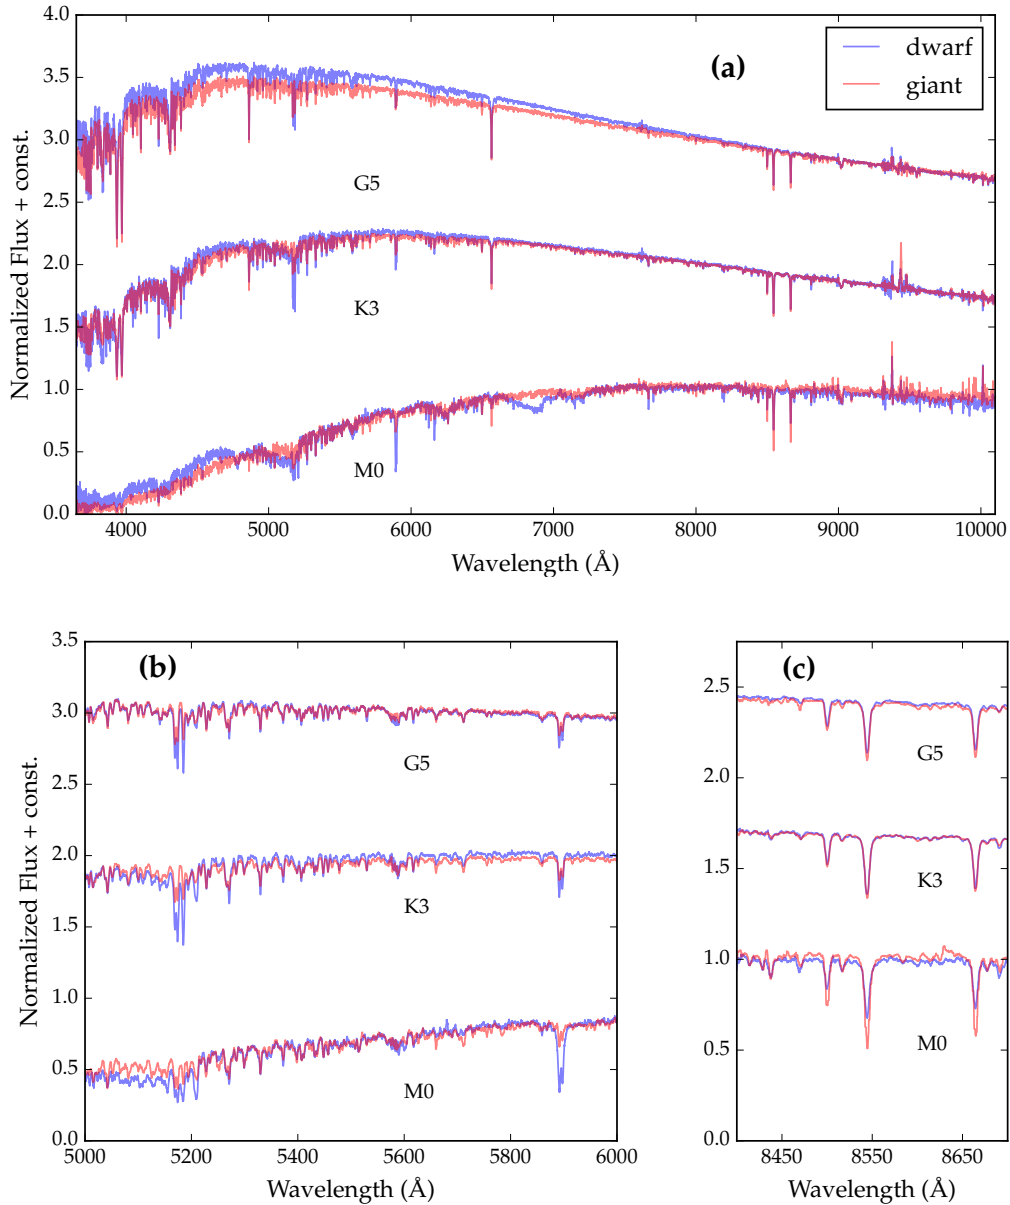 4.0
3.5
3.0
2.5
2.0
1.5
1.0
0.5
0.0
Normalized Flux + const.
(a)
dwarf
giant
G5
K3
M0
4000 5000 6000 7000 8000 9000 10000
Wavelength (Å)
3.5
3.0
2.5
2.0
1.5
1.0
0.5
0.0
Normalized Flux + const.
(b)
G5
K3
M0
5000 5200 5400 5600 5800 6000
Wavelength (Å)
2.5
2.0
1.5
1.0
0.5
0.0
(c)
G5
K3
M0
8450 8550 8650
Wavelength (Å)